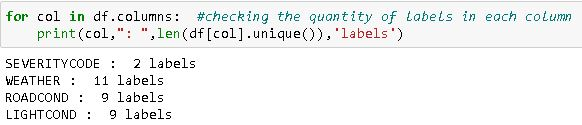 for col in df.columns:  #checking the quantity of labels in each column
    print(col,": ",len(df[col].unique()),'labels')
SEVERITYCODE :  2 labels
WEATHER :  11 labels
ROADCOND :  9 labels
LIGHTCOND :  9 labels